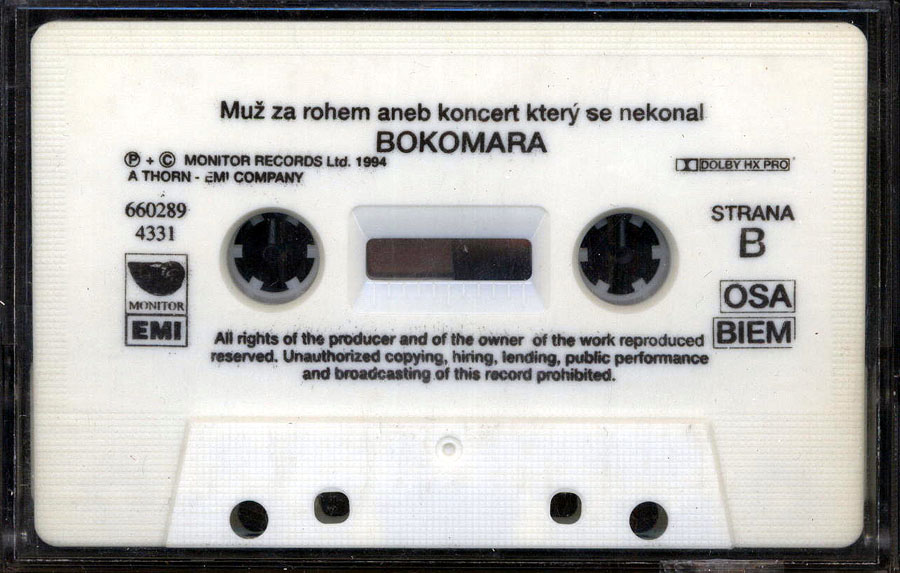 Muž za rohem aneb koncert který se nekonal
BOKOMARA
Ⓟ + © MONITOR RECORDS Ltd. 1994
A THORN - EMI COMPANY
DOLBY HX PRO
660289
4331
STRANA
B
MONITOR
EMI
OSA
BIEM
All rights of the producer and of the owner of the work reproduced
reserved. Unauthorized copying, hiring, lending, public performance
and broadcasting of this record prohibited.